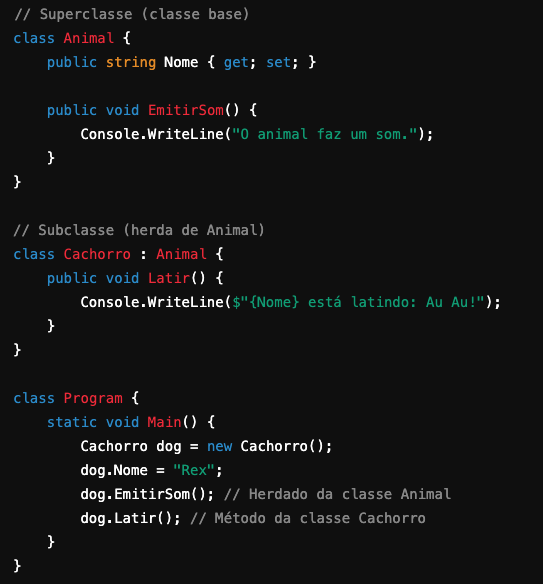 // Superclasse (classe base)
class Animal {
    public string Nome { get; set; }

    public void EmitirSom() {
        Console.WriteLine("O animal faz um som.");
    }
}

// Subclasse (herda de Animal)
class Cachorro : Animal {
    public void Latir() {
        Console.WriteLine($"{Nome} está latindo: Au Au!");
    }
}

class Program {
    static void Main() {
        Cachorro dog = new Cachorro();
        dog.Nome = "Rex";
        dog.EmitirSom(); // Herdado da classe Animal
        dog.Latir(); // Método da classe Cachorro
    }
}